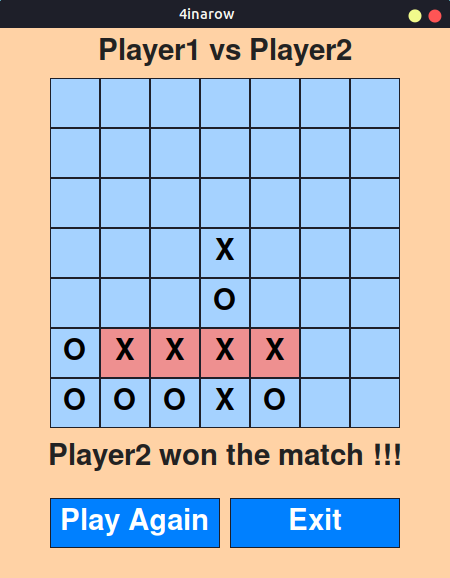 4inarow
Player1 vs Player2
X
O
O X X X X
O O O X O
Player2 won the match !!!
Play Again Exit